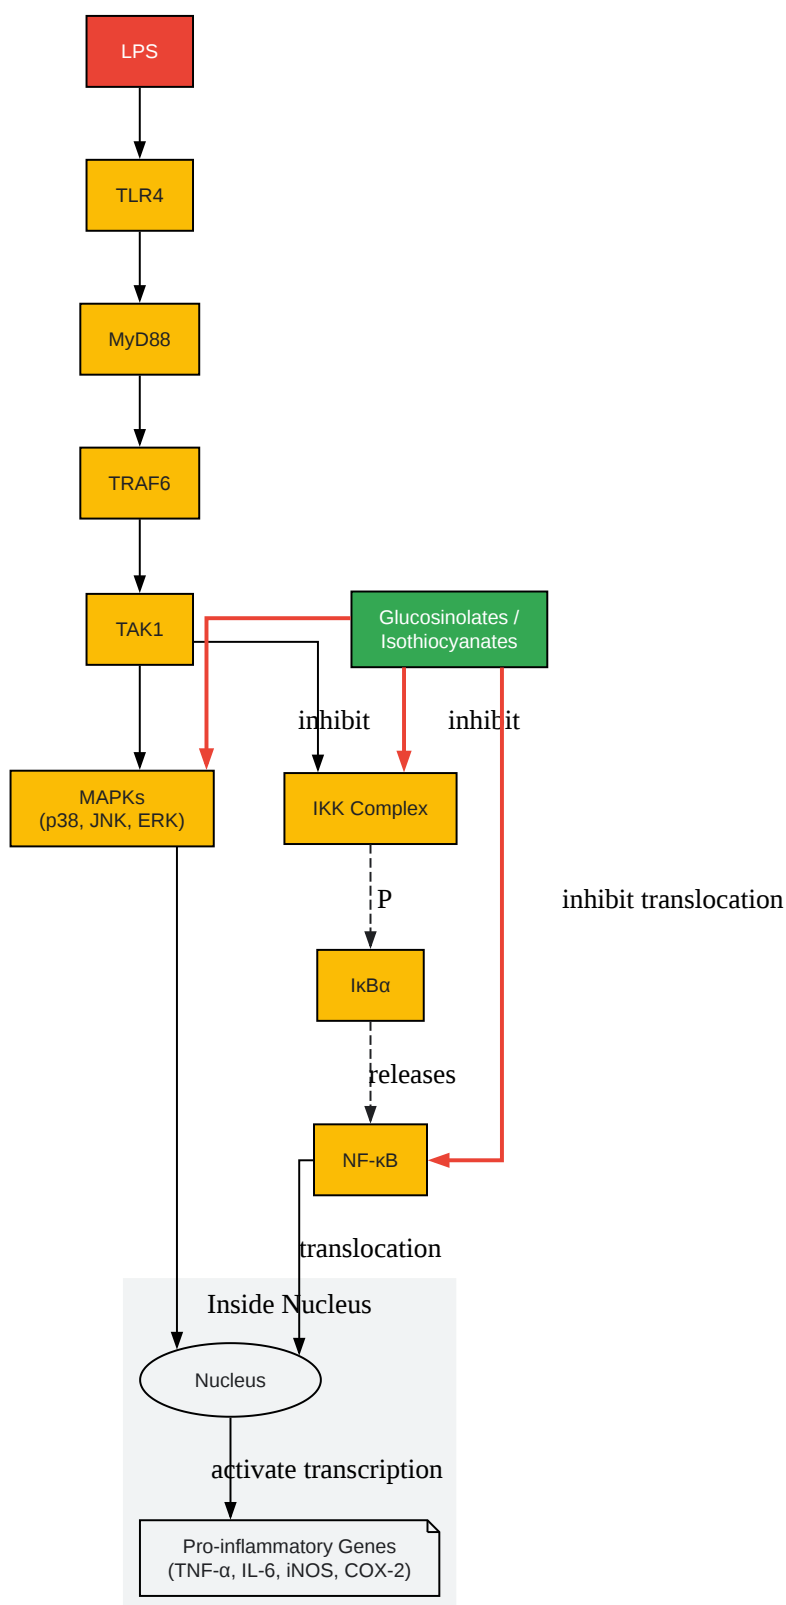 LPS
TLR4
MyD88
TRAF6
TAK1
Glucosinolates /
Isothiocyanates
inhibit
inhibit
MAPKs
(p38, JNK, ERK)
IKK Complex
P
inhibit translocation
IκBα
releases
NF-κB
translocation
Inside Nucleus
Nucleus
activate transcription
Pro-inflammatory Genes
(TNF-α, IL-6, iNOS, COX-2)